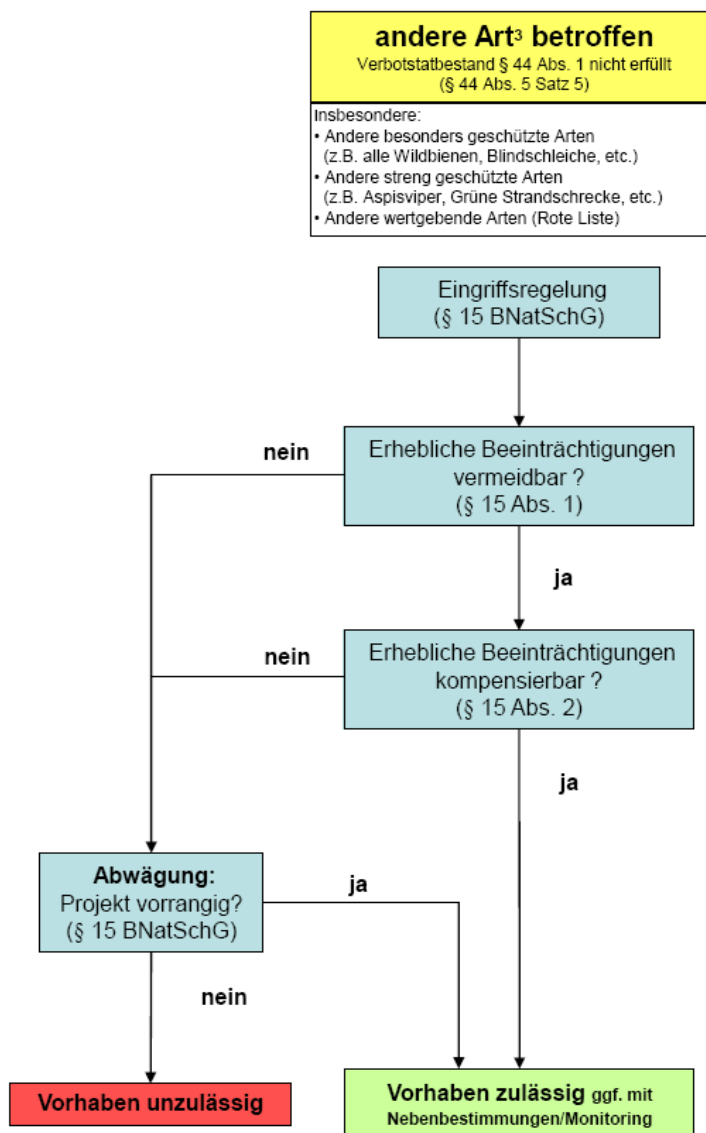 andere Art³ betroffen
Verbotstatbestand § 44 Abs. 1 nicht erfüllt
(§ 44 Abs. 5 Satz 5)
Insbesondere:
• Andere besonders geschützte Arten
(z.B. alle Wildbienen, Blindschleiche, etc.)
• Andere streng geschützte Arten
(z.B. Aspisviper, Grüne Strandschrecke, etc.)
• Andere wertgebende Arten (Rote Liste)
Eingriffsregelung
(§ 15 BNatSchG)
nein
Erhebliche Beeinträchtigungen
vermeidbar ?
(§ 15 Abs. 1)
ja
nein
Erhebliche Beeinträchtigungen
kompensierbar ?
(§ 15 Abs. 2)
ja
Abwägung:
Projekt vorrangig?
(§ 15 BNatSchG)
ja
nein
Vorhaben unzulässig
Vorhaben zulässig ggf. mit
Nebenbestimmungen/Monitoring